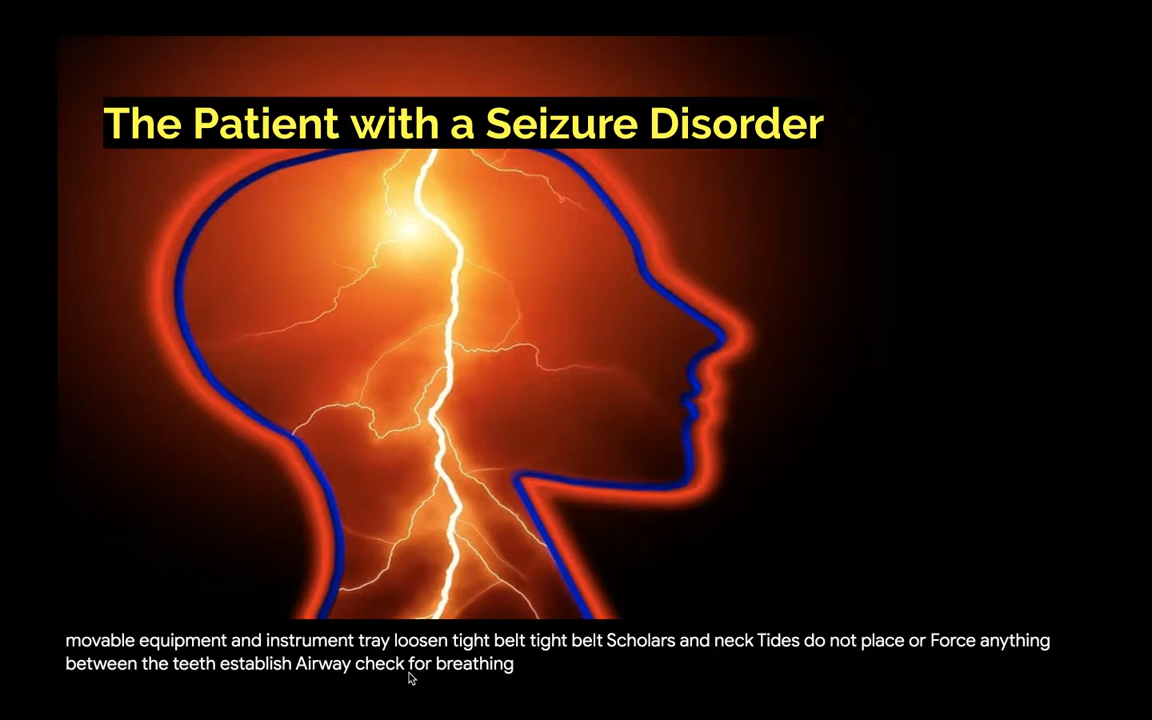 The Patient with a Seizure Disorder
movable equipment and instrument tray loosen tight belt tight belt Scholars and neck Tides do not place or Force anything
between the teeth establish Airway check for breathing